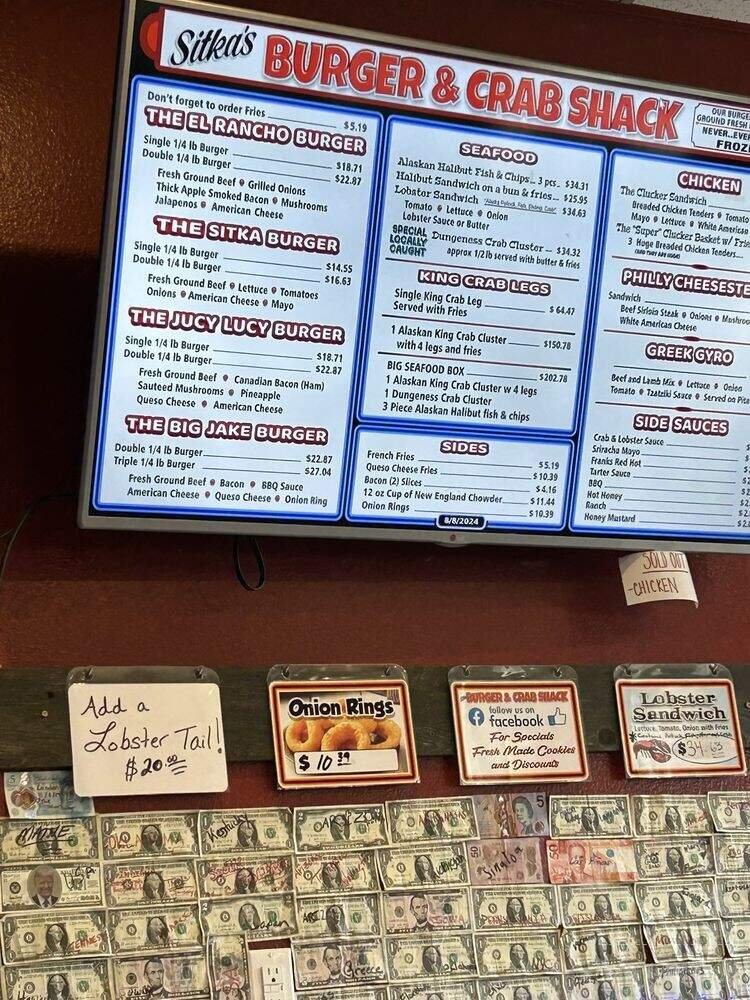 Sitka's BURGER & CRAB SHACK
OUR BURGE
GROUND FRESH
NEVER..EVER
FROZ
Don't forget to order Fries $5.19
THE EL RANCHO BURGER
Single 1/4 lb Burger $18.71
Double 1/4 lb Burger $22.87
Fresh Ground Beef Grilled Onions
Thick Apple Smoked Bacon Mushrooms
Jalapenos American Cheese
THE SITKA BURGER
Single 1/4 lb Burger $14.55
Double 1/4 lb Burger $16.63
Fresh Ground Beef Lettuce Tomatoes
Onions American Cheese Mayo
THE JUCY LUCY BURGER
Single 1/4 lb Burger $18.71
Double 1/4 lb Burger $22.87
Fresh Ground Beef Canadian Bacon (Ham)
Sauteed Mushrooms Pineapple
Queso Cheese American Cheese
THE BIG JAKE BURGER
Double 1/4 lb Burger $22.87
Triple 1/4 lb Burger $27.04
Fresh Ground Beef Bacon BBQ Sauce
American Cheese Queso Cheese Onion Ring
SEAFOOD
Alaskan Halibut Fish & Chips 3 pcs $34.31
Halibut Sandwich on a bun & fries $25.95
Lobator Sandwich $34.63
Tomato Lettuce Onion
Lobster Sauce or Butter
SPECIAL LOCALLY CAUGHT
Dungeness Crab Cluster $34.32
approx 1/2lb served with butter & fries
KING CRAB LEGS
Single King Crab Leg $64.47
Served with Fries
1 Alaskan King Crab Cluster $150.78
with 4 legs and fries
BIG SEAFOOD BOX $202.78
1 Alaskan King Crab Cluster w 4 legs
1 Dungeness Crab Cluster
3 Piece Alaskan Halibut fish & chips
SIDES
French Fries $5.19
Queso Cheese Fries $10.39
Bacon (2) Slices $4.16
12 oz Cup of New England Chowder $11.44
Onion Rings $10.39
8/8/2024
CHICKEN
The Clucker Sandwich
Breaded Chicken Tenders Tomato
Mayo Lettuce White American
The "Super" Clucker Basket w/ Frie
3 Huge Breaded Chicken Tenders
(AND THEY ARE HUGE)
PHILLY CHEESESTE
Sandwich
Beef Sirloin Steak Onions Mushroo
White American Cheese
GREEK GYRO
Beef and Lamb Mix Lettuce Onion
Tomato Tzatziki Sauce Served on Pita
SIDE SAUCES
Crab & Lobster Sauce
Sriracha Mayo
Franks Red Hot
Tarter Sauce
BBQ
Hot Honey
Ranch
Honey Mustard
SOLD OUT
-CHICKEN
Add a
Lobster Tail!
$20.00
Onion Rings
$10 39
BURGER & CRAB SHACK
follow us on
facebook
For Specials
Fresh Made Cookies
and Discounts
Lobster
Sandwich
Lettuce, Tomato, Onion with Fries
$34.63
Kentucky
Sinaloa
Japan
Greece